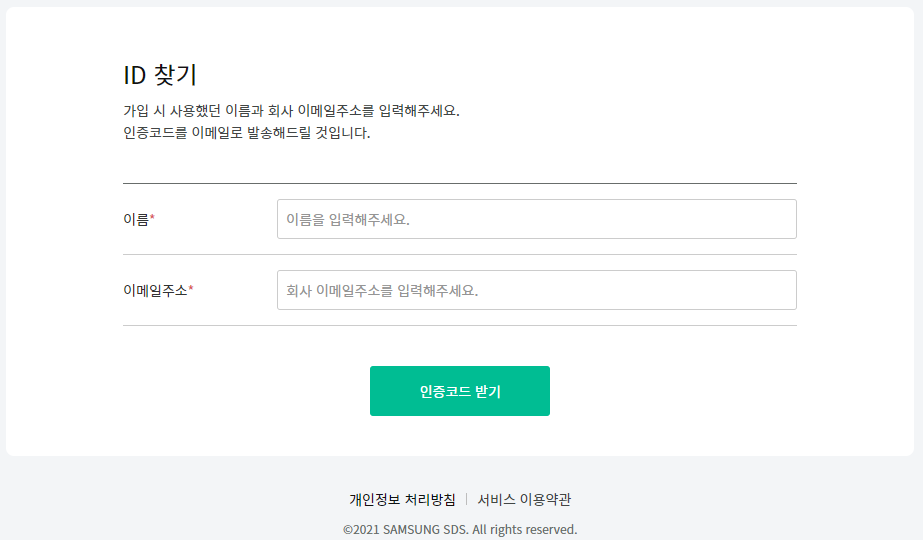 ID 찾기
가입 시 사용했던 이름과 회사 이메일주소를 입력해주세요.
인증코드를 이메일로 발송해드릴 것입니다.
이름*
이름을 입력해주세요.
이메일주소*
회사 이메일주소를 입력해주세요.
인증코드 받기
개인정보 처리방침 | 서비스 이용약관
©2021 SAMSUNG SDS. All rights reserved.